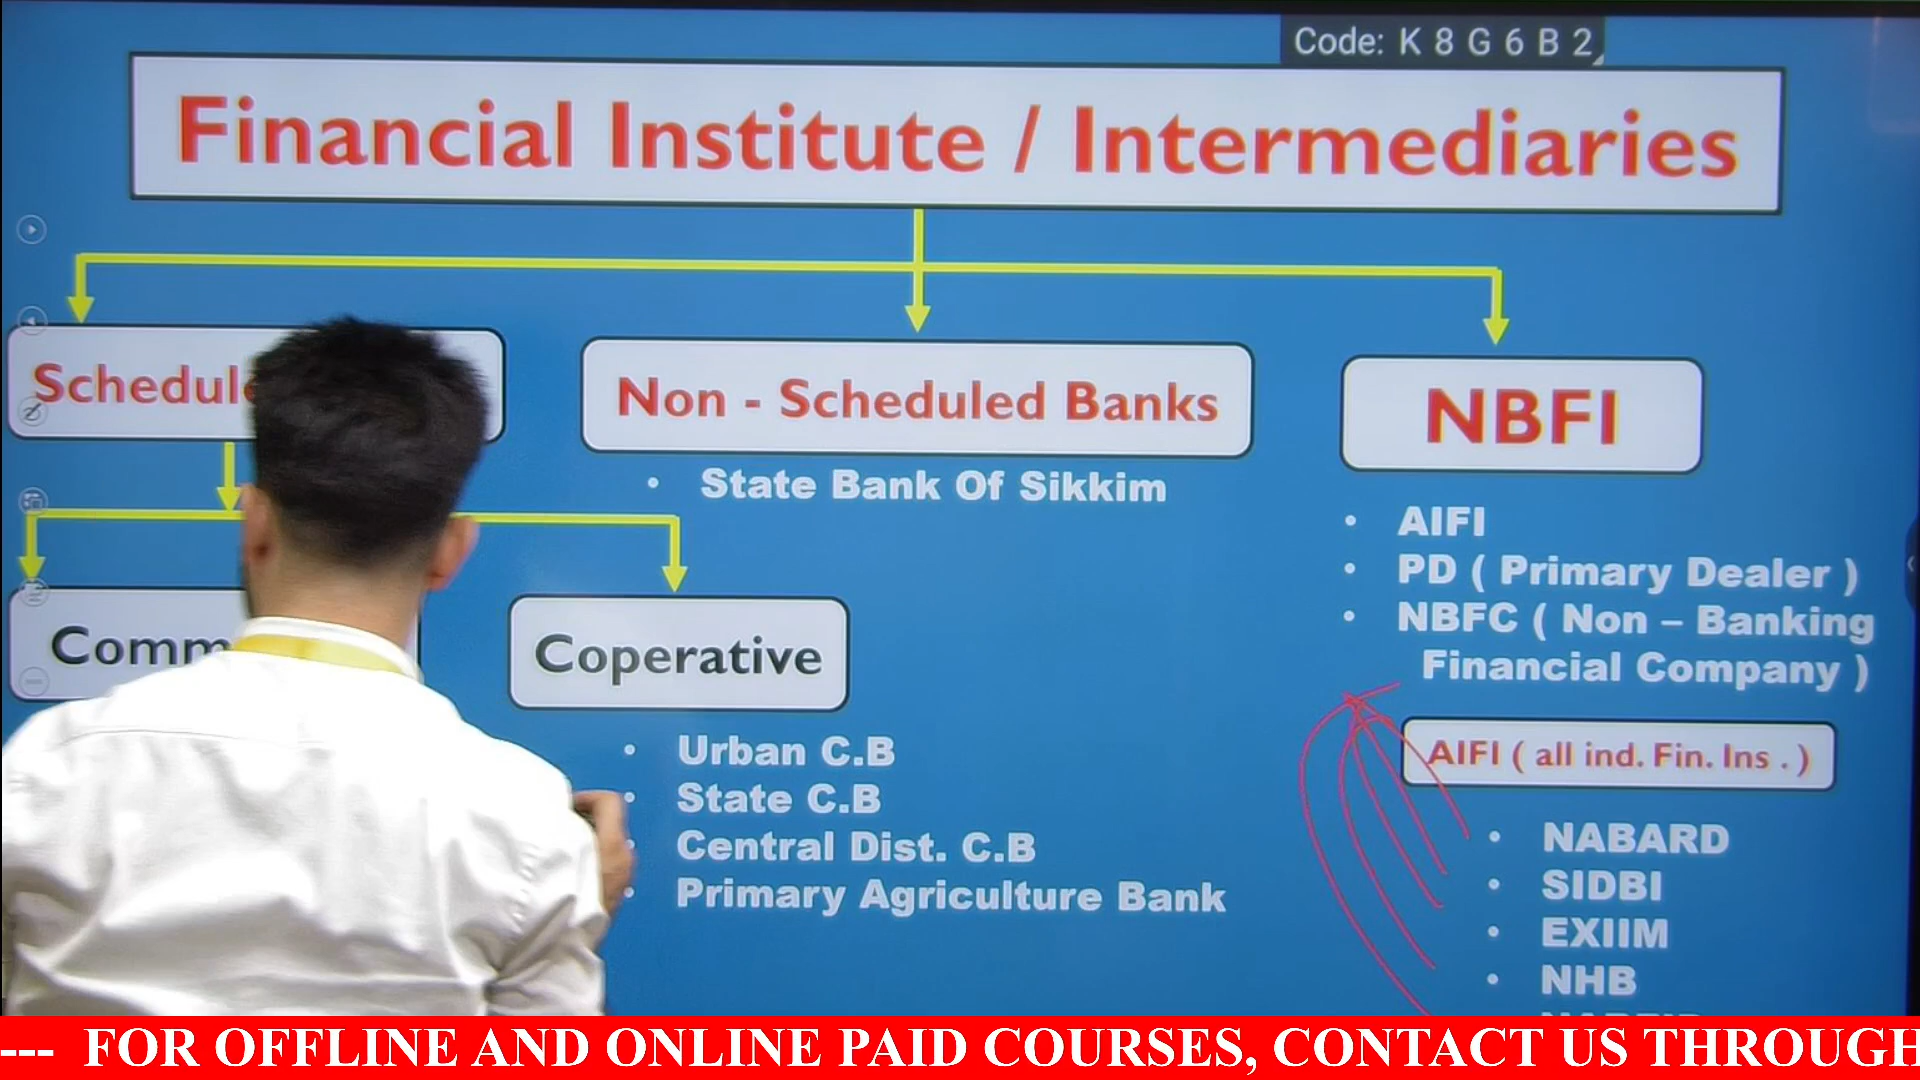 Code: K 8 G 6 B 2
Financial Institute / Intermediaries
Non - Scheduled Banks
NBFI
• State Bank Of Sikkim
• AIFI
• PD ( Primary Dealer )
• NBFC ( Non – Banking
Financial Company )
Coperative
• Urban C.B
• State C.B
• Central Dist. C.B
• Primary Agriculture Bank
AIFI ( all ind. Fin. Ins . )
• NABARD
• SIDBI
• EXIIM
• NHB
--- FOR OFFLINE AND ONLINE PAID COURSES, CONTACT US THROUGH